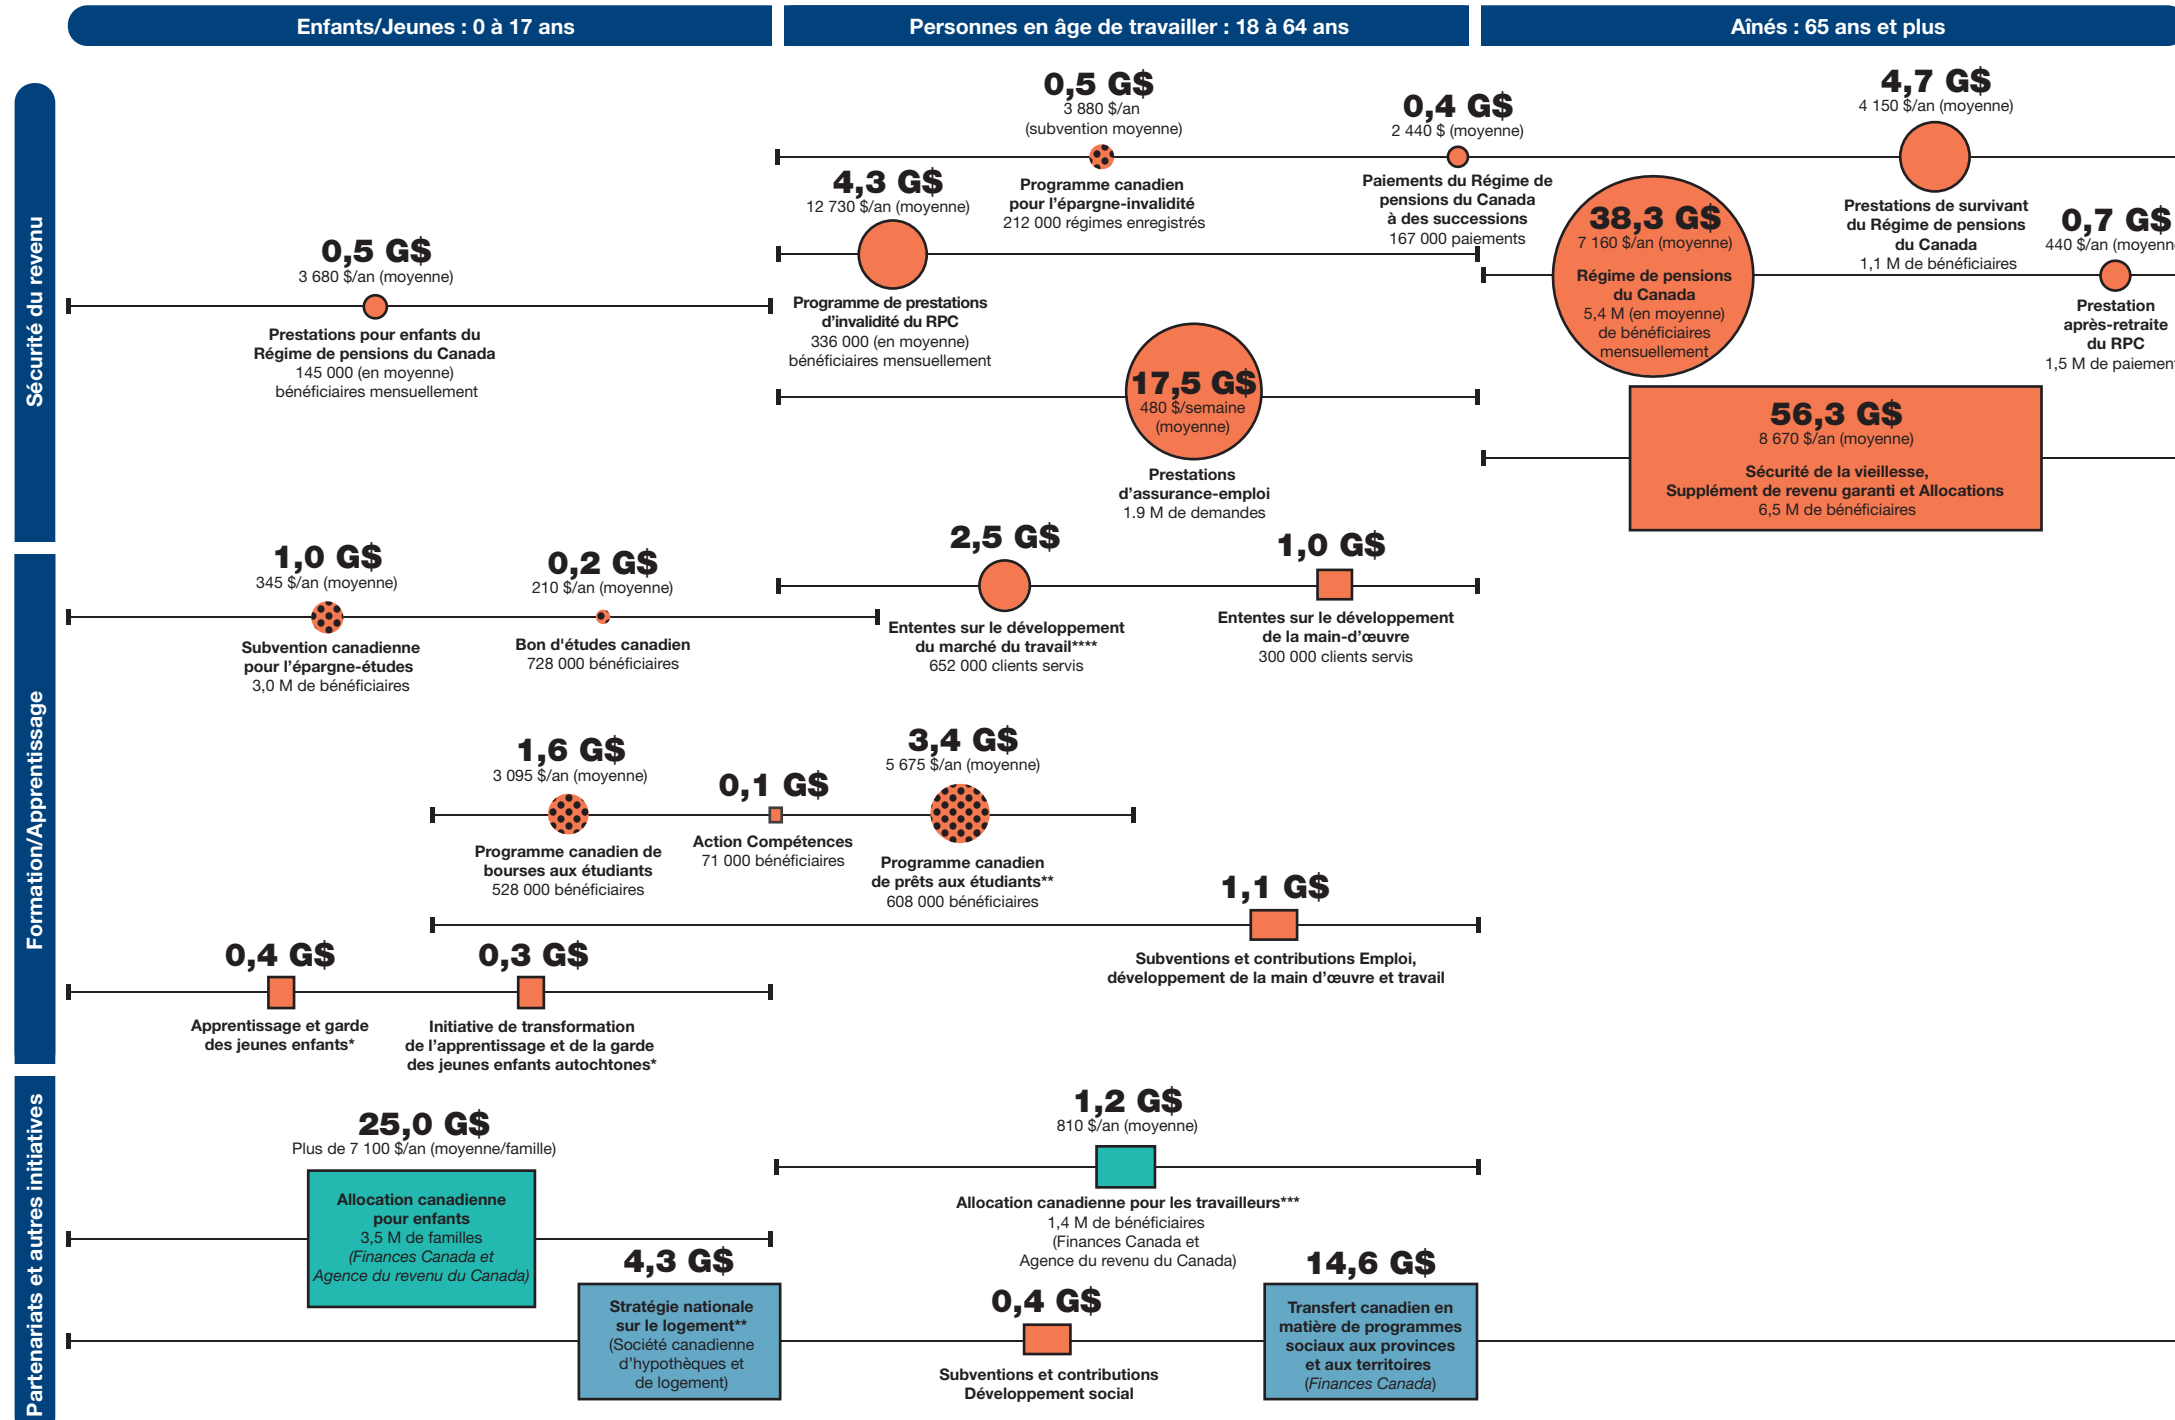 Enfants/Jeunes : 0 à 17 ans
Personnes en âge de travailler : 18 à 64 ans
Aînés : 65 ans et plus
Sécurité du revenu
0,5 G$
3 880 $/an
(subvention moyenne)
Programme canadien
pour l'épargne-invalidité
212 000 régimes enregistrés
0,4 G$
2 440 $ (moyenne)
Paiements du Régime de
pensions du Canada
à des successions
167 000 paiements
4,7 G$
4 150 $/an (moyenne)
Prestations de survivant
du Régime de pensions
du Canada
1,1 M de bénéficiaires
4,3 G$
12 730 $/an (moyenne)
Programme de prestations
d'invalidité du RPC
336 000 (en moyenne)
bénéficiaires mensuellement
38,3 G$
7 160 $/an (moyenne)
Régime de pensions
du Canada
5,4 M (en moyenne)
de bénéficiaires
mensuellement
0,7 G$
440 $/an (moyenn
Prestation
après-retraite
du RPC
1,5 M de paiement
0,5 G$
3 680 $/an (moyenne)
Prestations pour enfants du
Régime de pensions du Canada
145 000 (en moyenne)
bénéficiaires mensuellement
17,5 G$
480 $/semaine
(moyenne)
Prestations
d'assurance-emploi
1.9 M de demandes
56,3 G$
8 670 $/an (moyenne)
Sécurité de la vieillesse,
Supplément de revenu garanti et Allocations
6,5 M de bénéficiaires
Formation/Apprentissage
1,0 G$
345 $/an (moyenne)
Subvention canadienne
pour l'épargne-études
3,0 M de bénéficiaires
0,2 G$
210 $/an (moyenne)
Bon d'études canadien
728 000 bénéficiaires
2,5 G$
Ententes sur le développement
du marché du travail****
652 000 clients servis
1,0 G$
Ententes sur le développement
de la main-d'œuvre
300 000 clients servis
1,6 G$
3 095 $/an (moyenne)
Programme canadien de
bourses aux étudiants
528 000 bénéficiaires
0,1 G$
Action Compétences
71 000 bénéficiaires
3,4 G$
5 675 $/an (moyenne)
Programme canadien
de prêts aux étudiants**
608 000 bénéficiaires
1,1 G$
Subventions et contributions Emploi,
développement de la main d'œuvre et travail
0,4 G$
Apprentissage et garde
des jeunes enfants*
0,3 G$
Initiative de transformation
de l'apprentissage et de la garde
des jeunes enfants autochtones*
Partenariats et autres initiatives
25,0 G$
Plus de 7 100 $/an (moyenne/famille)
Allocation canadienne
pour enfants
3,5 M de familles
(Finances Canada et
Agence du revenu du Canada)
1,2 G$
810 $/an (moyenne)
Allocation canadienne pour les travailleurs***
1,4 M de bénéficiaires
(Finances Canada et
Agence du revenu du Canada)
4,3 G$
Stratégie nationale
sur le logement**
(Société canadienne
d'hypothèques et
de logement)
0,4 G$
Subventions et contributions
Développement social
14,6 G$
Transfert canadien en
matière de programmes
sociaux aux provinces
et aux territoires
(Finances Canada)